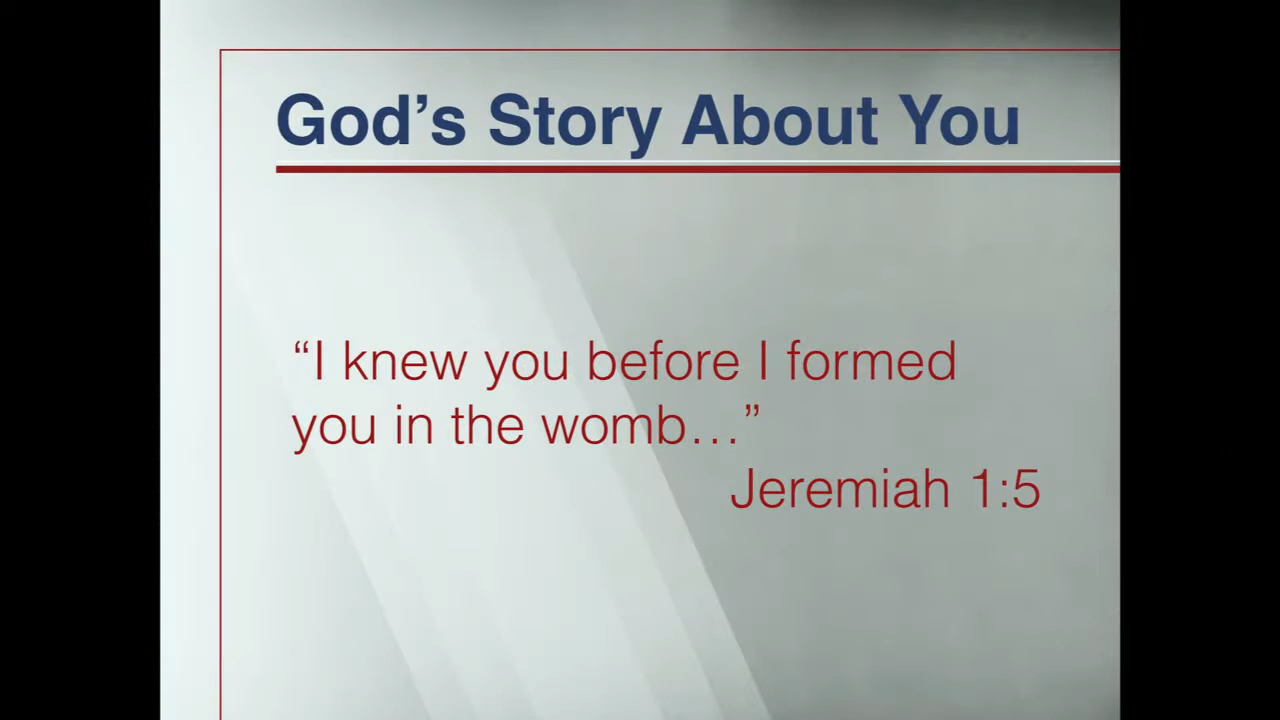 God’s Story About You
“I knew you before I formed
you in the womb…”
Jeremiah 1:5